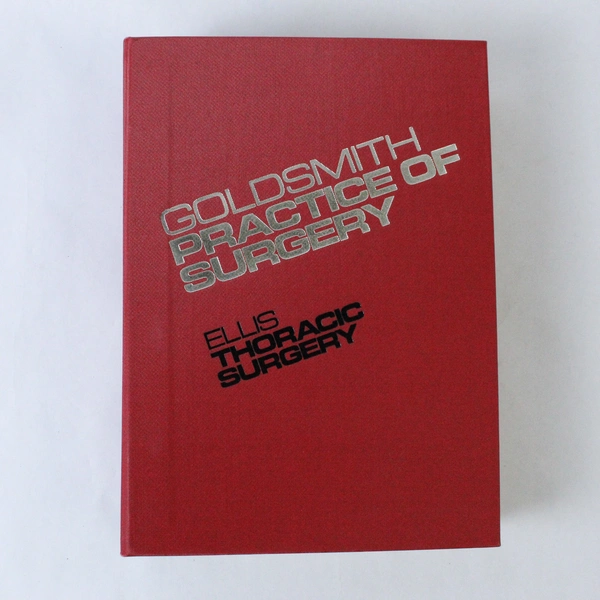 GOLDSMITH
PRACTICE OF
SURGERY
ELLIS
THORACIC
SURGERY